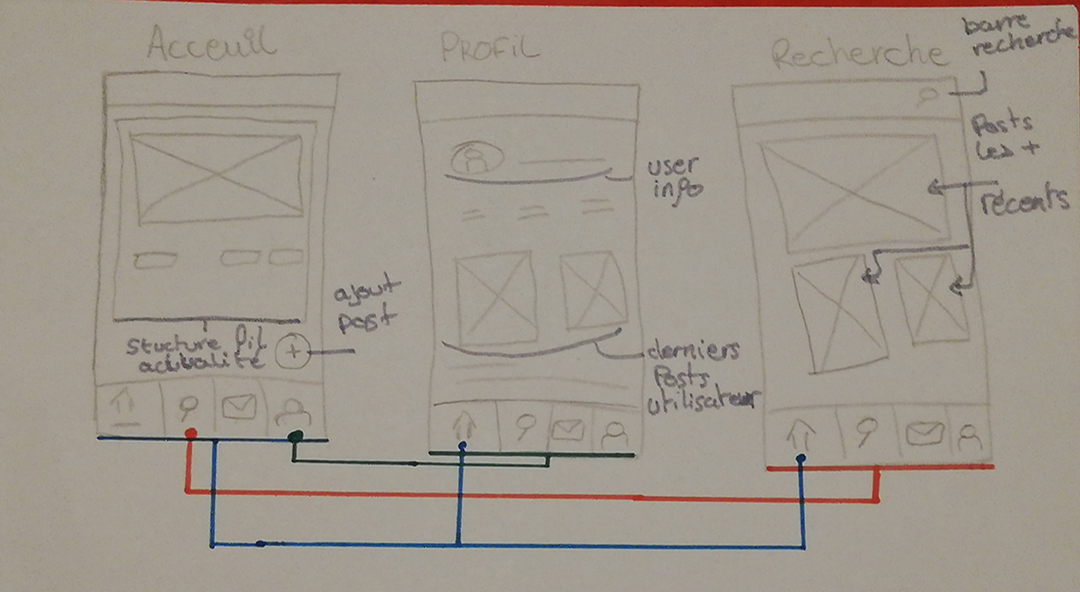 Acceuil
PROFIL
Recherche
barre
recherche
Posts
Les +
récents
user
info
ajout
post
structure fil
actualité
derniers
Posts
utilisateur